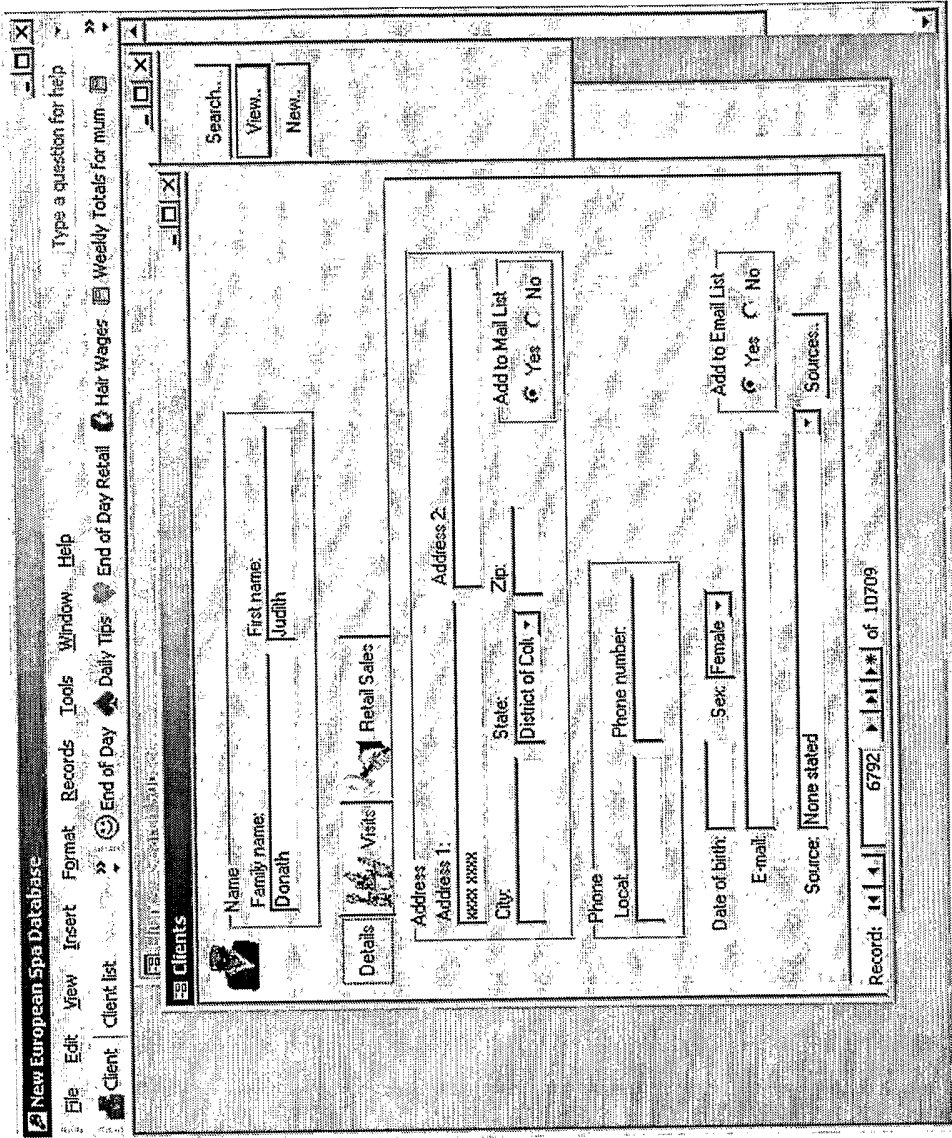 New European Spa Database
File Edit View Insert Format Records Tools Window Help Type a question for help
Client Client list End of Day Daily Tips End of Day Retail Hair Wages Weekly Totals for mum
Clients
Search..
View..
New..
Name
Family name: First name:
Donath Judith
Details Visits Retail Sales
Address
Address 1: Address 2:
xxxx xxxx
City: State: Zip: Add to Mail List
District of Colu Yes No
Phone
Local: Phone number:
Date of birth: Sex: Female Add to Email List
E-mail: Yes No
Source: None stated Sources..
Record: 6792 of 10709